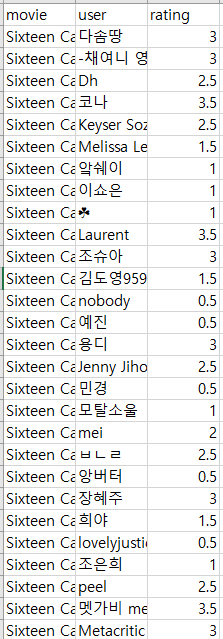 movie user rating
Sixteen Ca 다솜땅 3
Sixteen Ca -채여니 영 3
Sixteen Ca Dh 2.5
Sixteen Ca 코나 3.5
Sixteen Ca Keyser Soz 2.5
Sixteen Ca Melissa Le 1.5
Sixteen Ca 앜쉐이 1
Sixteen Ca 이쇼은 1
Sixteen Ca ☘ 1
Sixteen Ca Laurent 3.5
Sixteen Ca 조슈아 3
Sixteen Ca 김도영959 1.5
Sixteen Ca nobody 0.5
Sixteen Ca 예진 0.5
Sixteen Ca 용디 3
Sixteen Ca Jenny Jiho 2.5
Sixteen Ca 민경 0.5
Sixteen Ca 모탈소울 1
Sixteen Ca mei 2
Sixteen Ca ㅂㄴㄹ 2.5
Sixteen Ca 앙버터 0.5
Sixteen Ca 장혜주 3
Sixteen Ca 희야 1.5
Sixteen Ca lovelyjustic 0.5
Sixteen Ca 조은희 1
Sixteen Ca peel 2.5
Sixteen Ca 멧가비 me 3.5
Sixteen Ca Metacritic 3